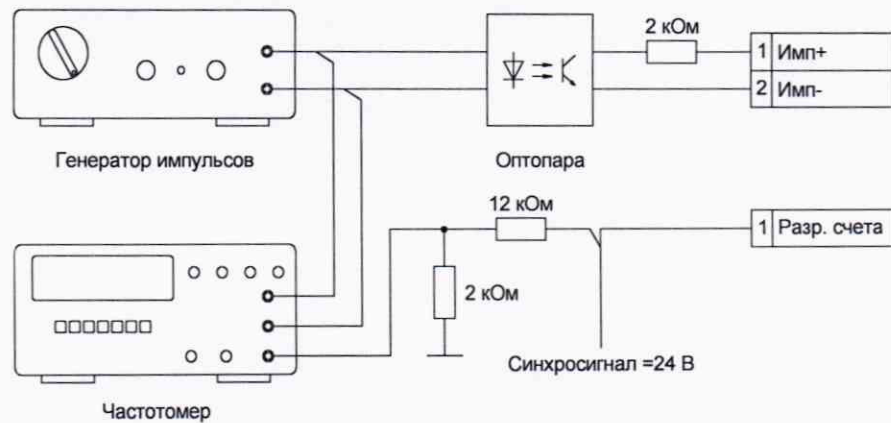 2 кОм
1 Имп+
2 Имп-
Генератор импульсов
Оптопара
12 кОм
1 Разр. счета
2 кОм
Синхросигнал =24 В
Частотомер